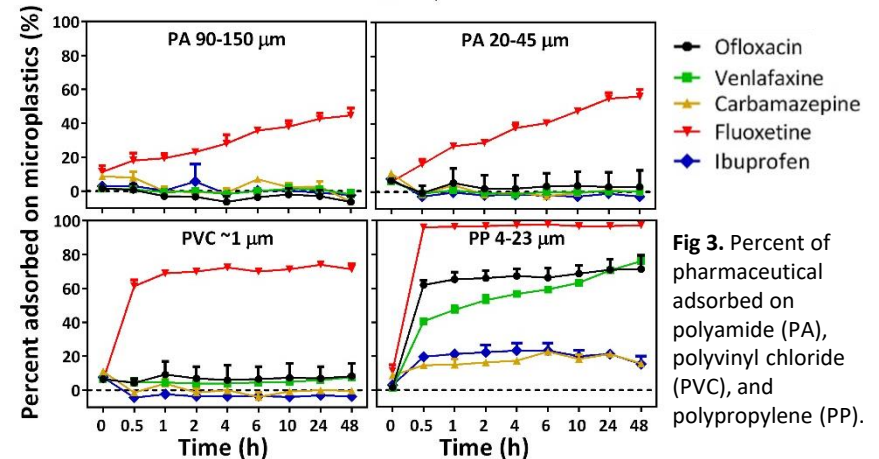 Percent adsorbed on microplastics (%)
PA 90-150 µm
PA 20-45 µm
100
80
60
40
20
0
PVC ~1 µm
PP 4-23 µm
100
80
60
40
20
0
0 0.5 1 2 4 6 10 24 48
0 0.5 1 2 4 6 10 24 48
Time (h)
Time (h)
Ofloxacin
Venlafaxine
Carbamazepine
Fluoxetine
Ibuprofen
Fig 3. Percent of
pharmaceutical
adsorbed on
polyamide (PA),
polyvinyl chloride
(PVC), and
polypropylene (PP).